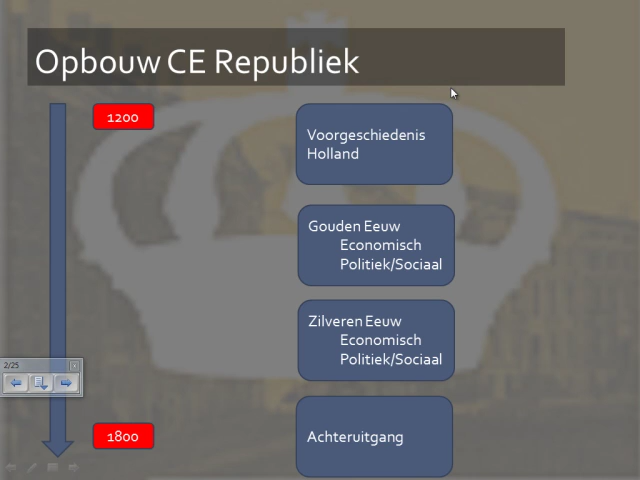 Opbouw CE Republiek
1200
Voorgeschiedenis
Holland
Gouden Eeuw
Economisch
Politiek/Sociaal
Zilveren Eeuw
Economisch
Politiek/Sociaal
2/25
1800
Achteruitgang